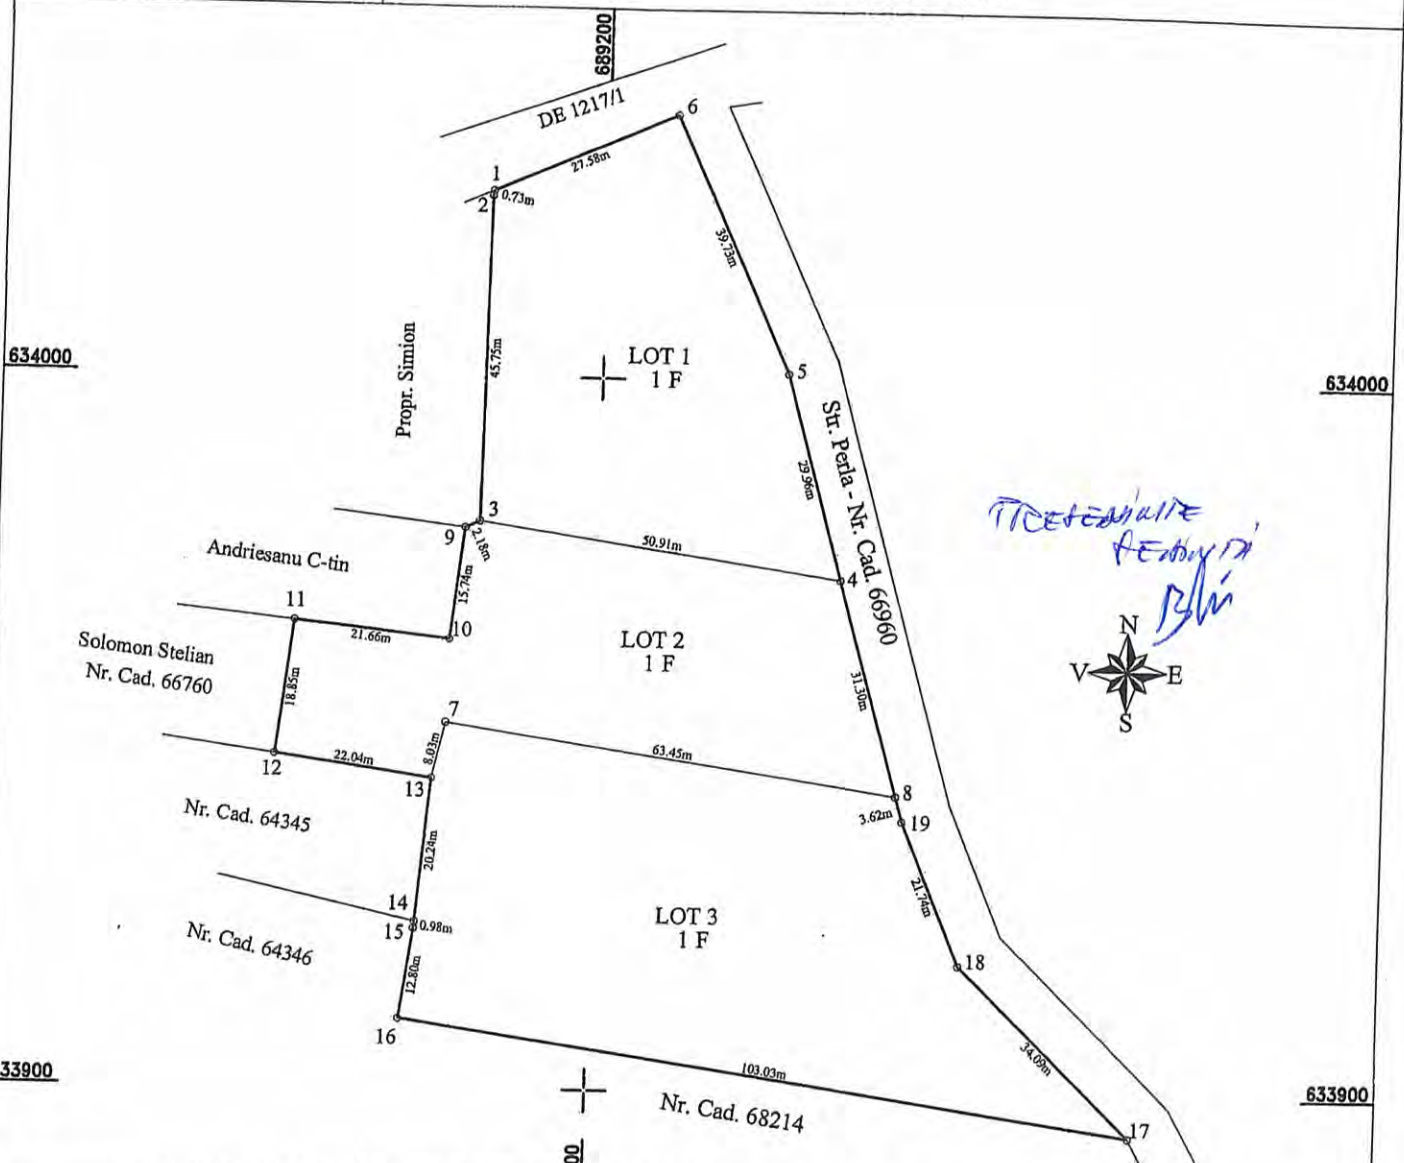 689200
DE 1217/1
6
27.58m
1
0.73m
2
39.73m
Propr. Simion
45.75m
634000
LOT 1
1 F
5
634000
Str. Perla - Nr. Cad. 66960
29.96m
3
9
2.18m
50.91m
4
Andriesanu C-tin
15.74m
11
21.66m
10
LOT 2
1 F
N
V
E
S
Solomon Stelian
Nr. Cad. 66760
18.85m
31.30m
7
63.45m
12
22.04m
8.03m
13
8
3.62m
19
Nr. Cad. 64345
20.24m
21.74m
14
0.98m
15
LOT 3
1 F
Nr. Cad. 64346
12.80m
18
16
34.09m
33900
103.03m
Nr. Cad. 68214
633900
17
00